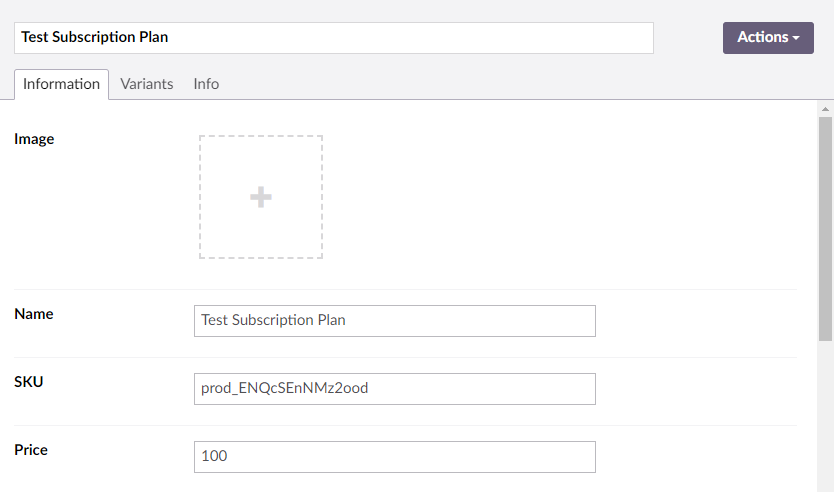 Test Subscription Plan
Actions
Information Variants Info
Image
Name Test Subscription Plan
SKU prod_ENQcSEnNMz2ood
Price 100